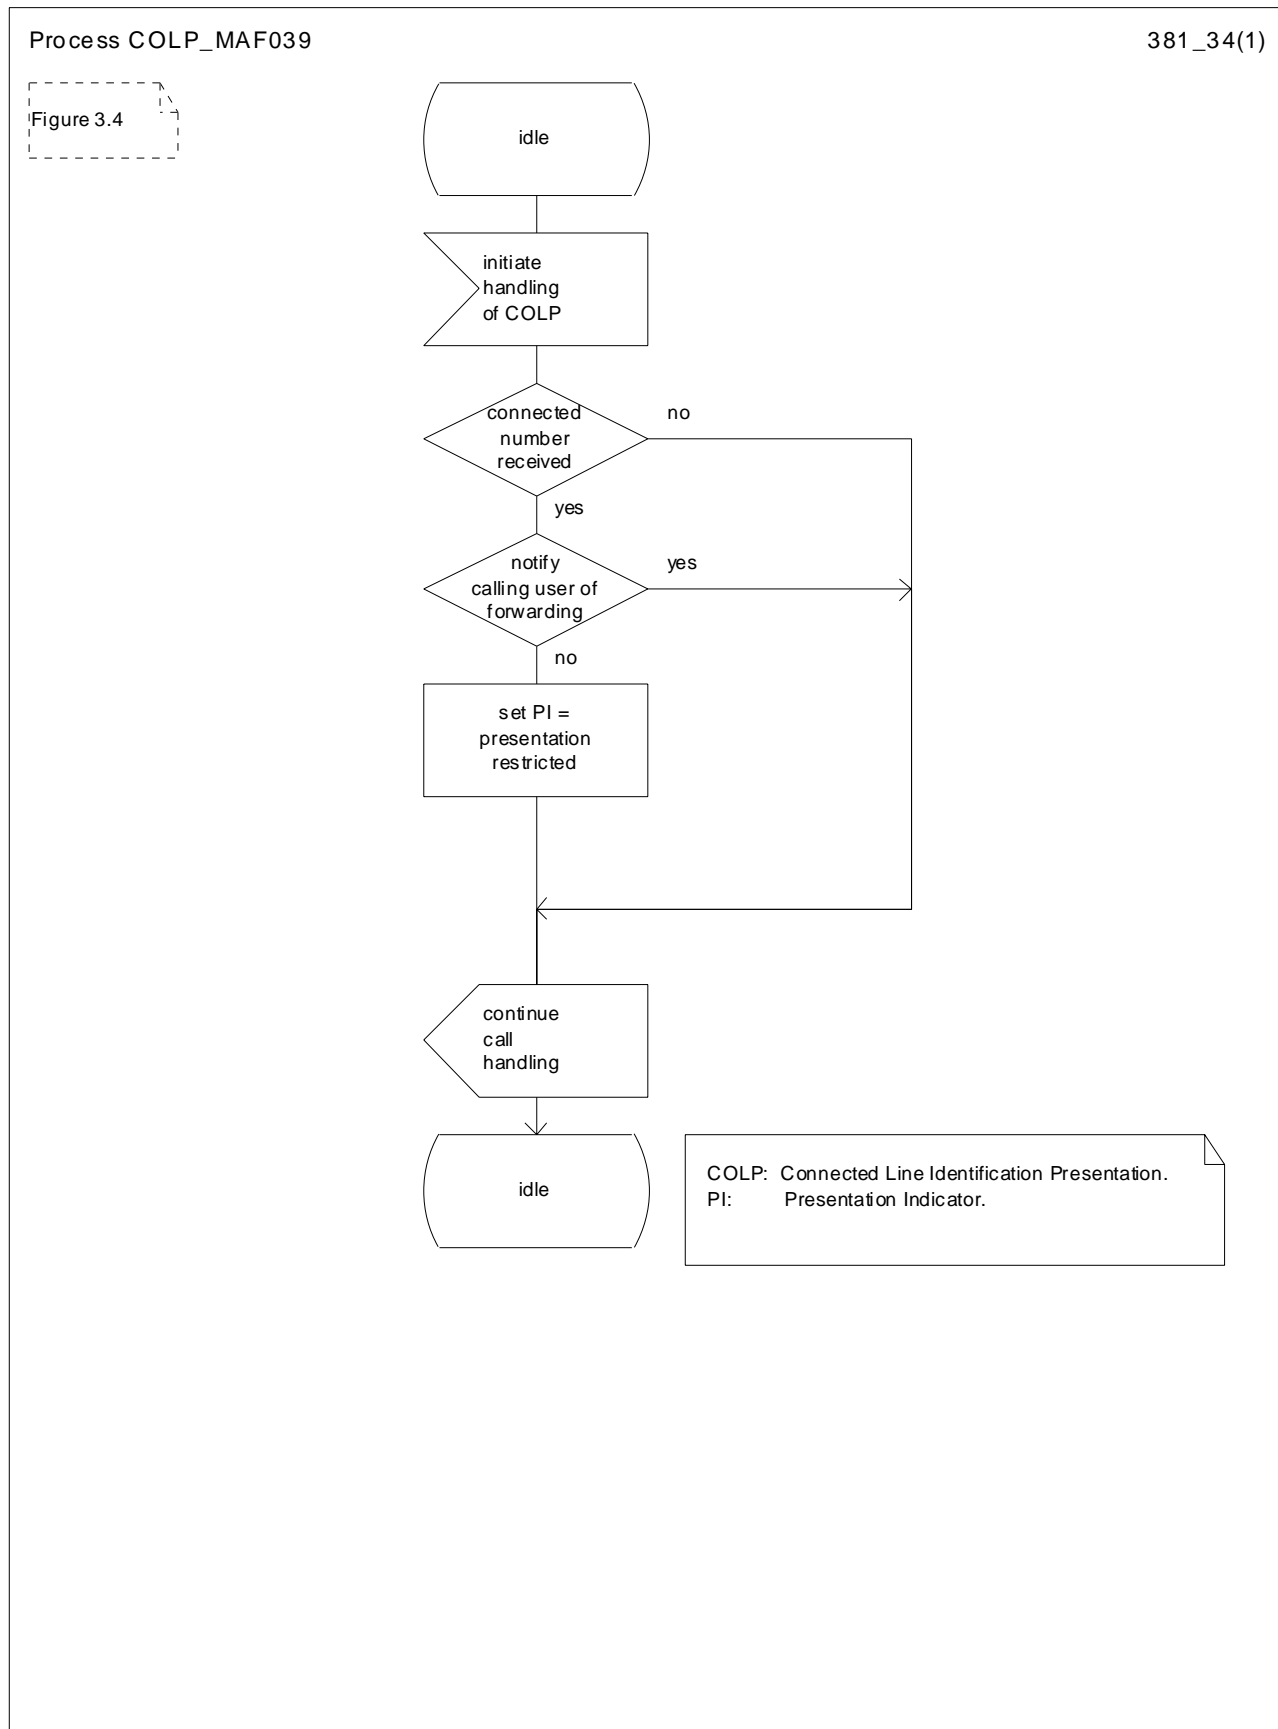 Process COLP_MAF039
381_34(1)
Figure 3.4
idle
initiate
handling
of COLP
connected
number
received
no
yes
notify
calling user of
forwarding
yes
no
set PI =
presentation
restricted
continue
call
handling
idle
COLP: Connected Line Identification Presentation.
PI: Presentation Indicator.